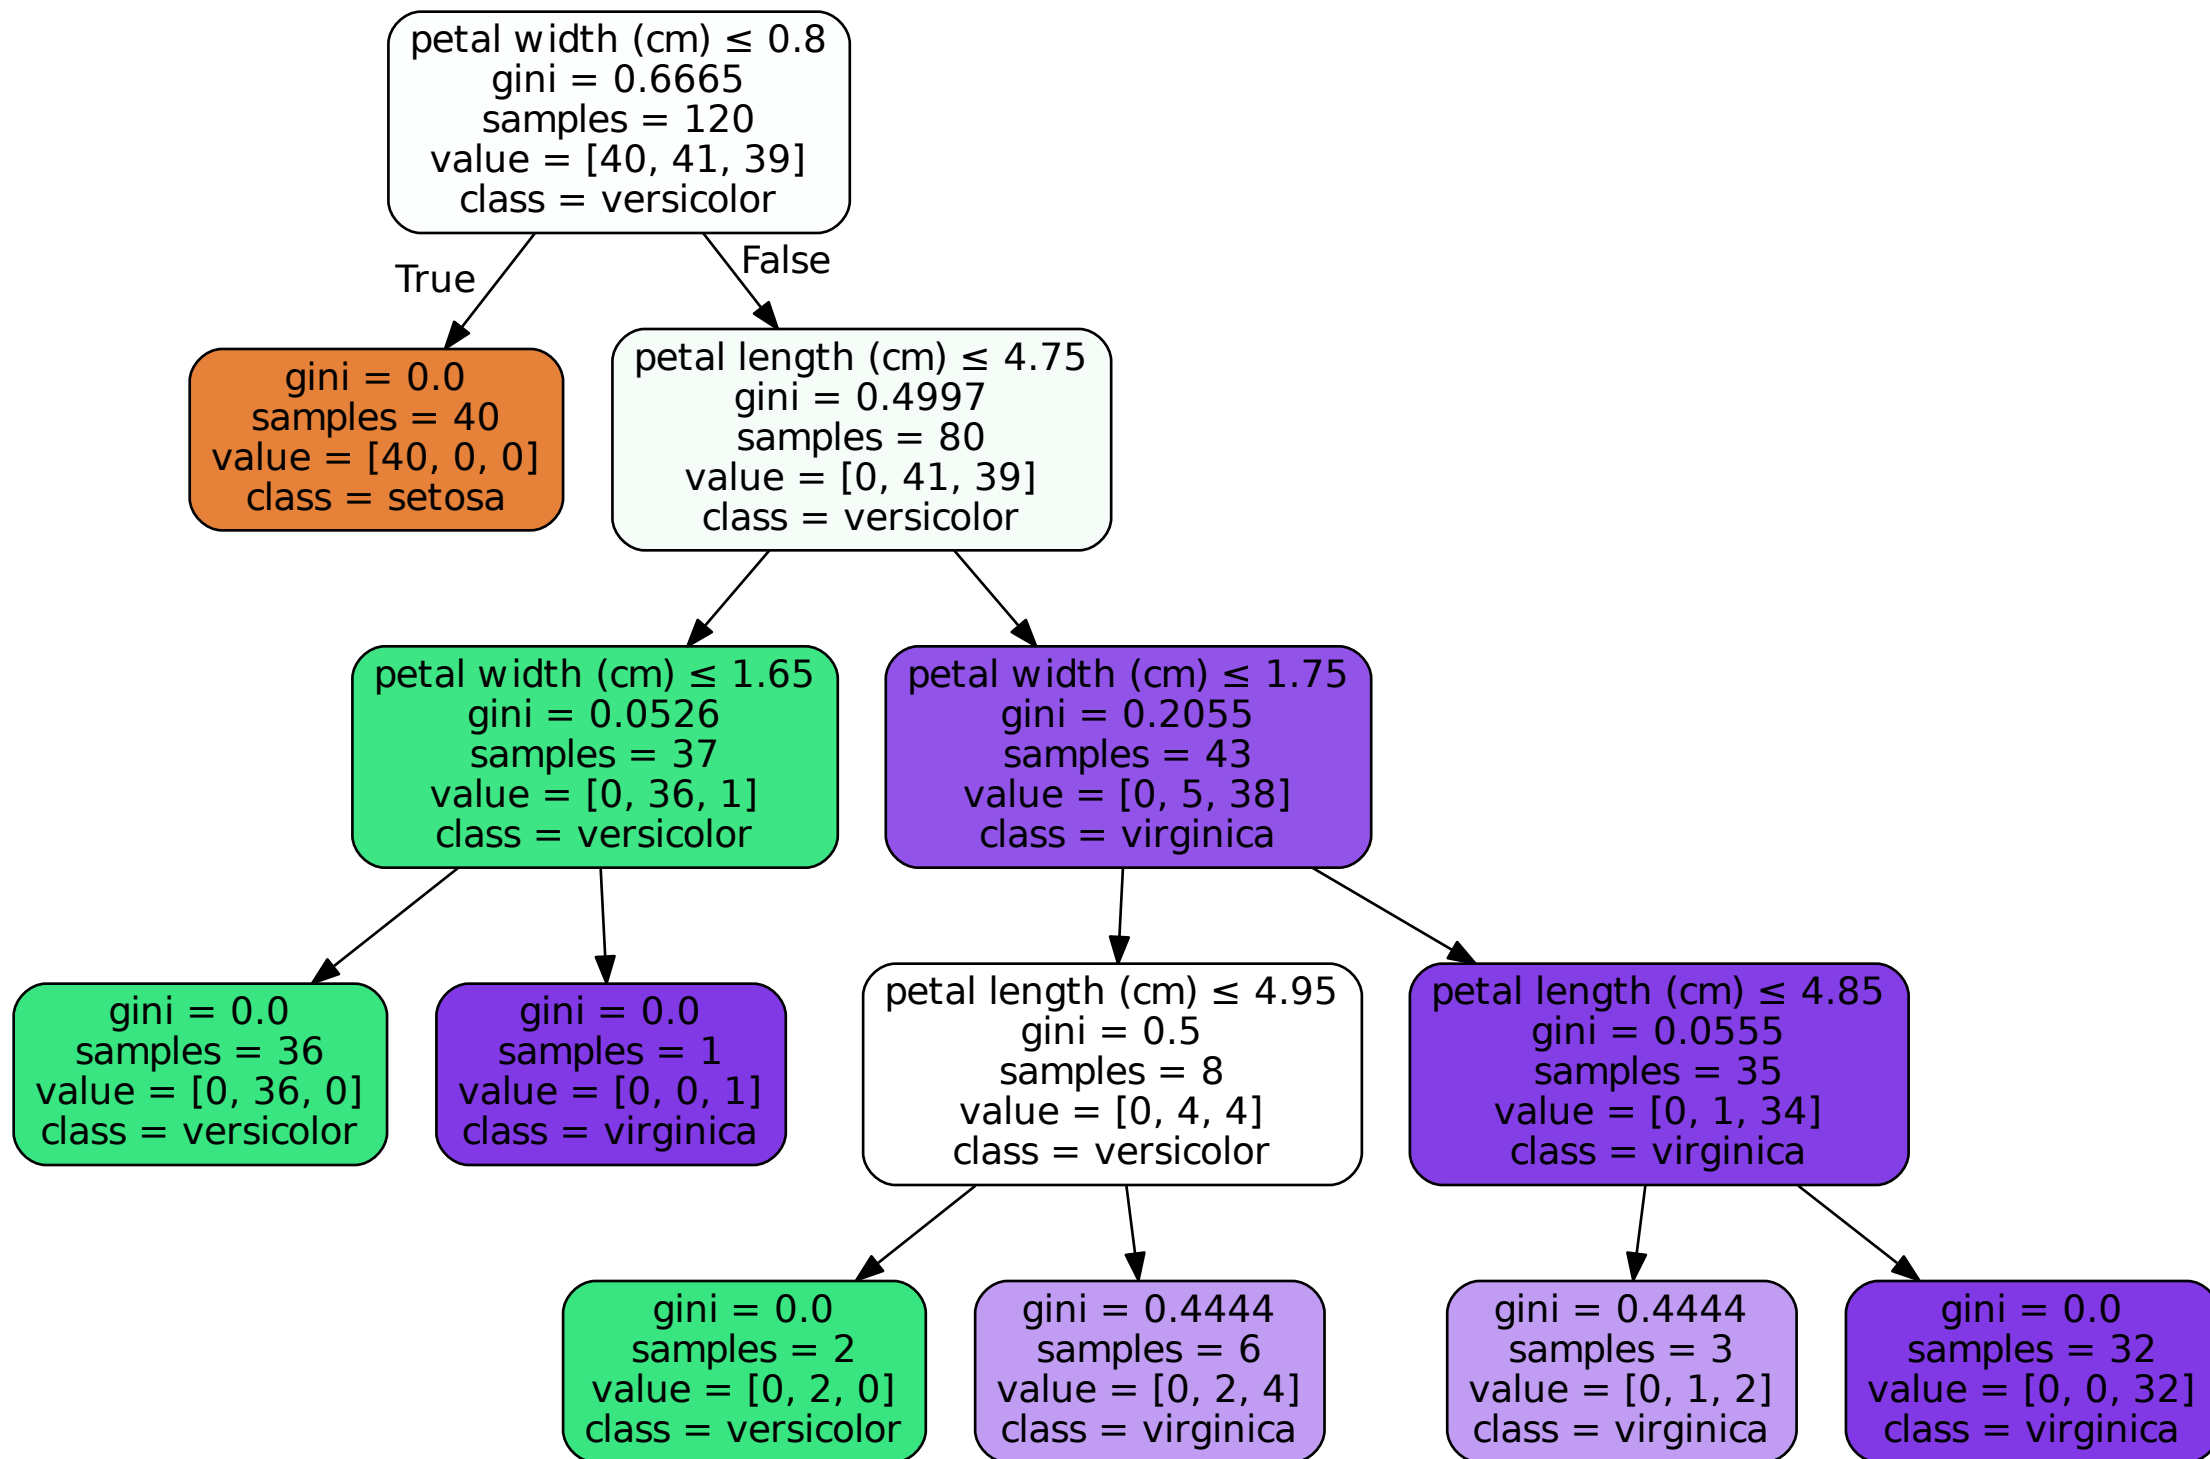 petal width (cm) ≤ 0.8
gini = 0.6665
samples = 120
value = [40, 41, 39]
class = versicolor
True
False
gini = 0.0
samples = 40
value = [40, 0, 0]
class = setosa
petal length (cm) ≤ 4.75
gini = 0.4997
samples = 80
value = [0, 41, 39]
class = versicolor
petal width (cm) ≤ 1.65
gini = 0.0526
samples = 37
value = [0, 36, 1]
class = versicolor
petal width (cm) ≤ 1.75
gini = 0.2055
samples = 43
value = [0, 5, 38]
class = virginica
gini = 0.0
samples = 36
value = [0, 36, 0]
class = versicolor
gini = 0.0
samples = 1
value = [0, 0, 1]
class = virginica
petal length (cm) ≤ 4.95
gini = 0.5
samples = 8
value = [0, 4, 4]
class = versicolor
petal length (cm) ≤ 4.85
gini = 0.0555
samples = 35
value = [0, 1, 34]
class = virginica
gini = 0.0
samples = 2
value = [0, 2, 0]
class = versicolor
gini = 0.4444
samples = 6
value = [0, 2, 4]
class = virginica
gini = 0.4444
samples = 3
value = [0, 1, 2]
class = virginica
gini = 0.0
samples = 32
value = [0, 0, 32]
class = virginica